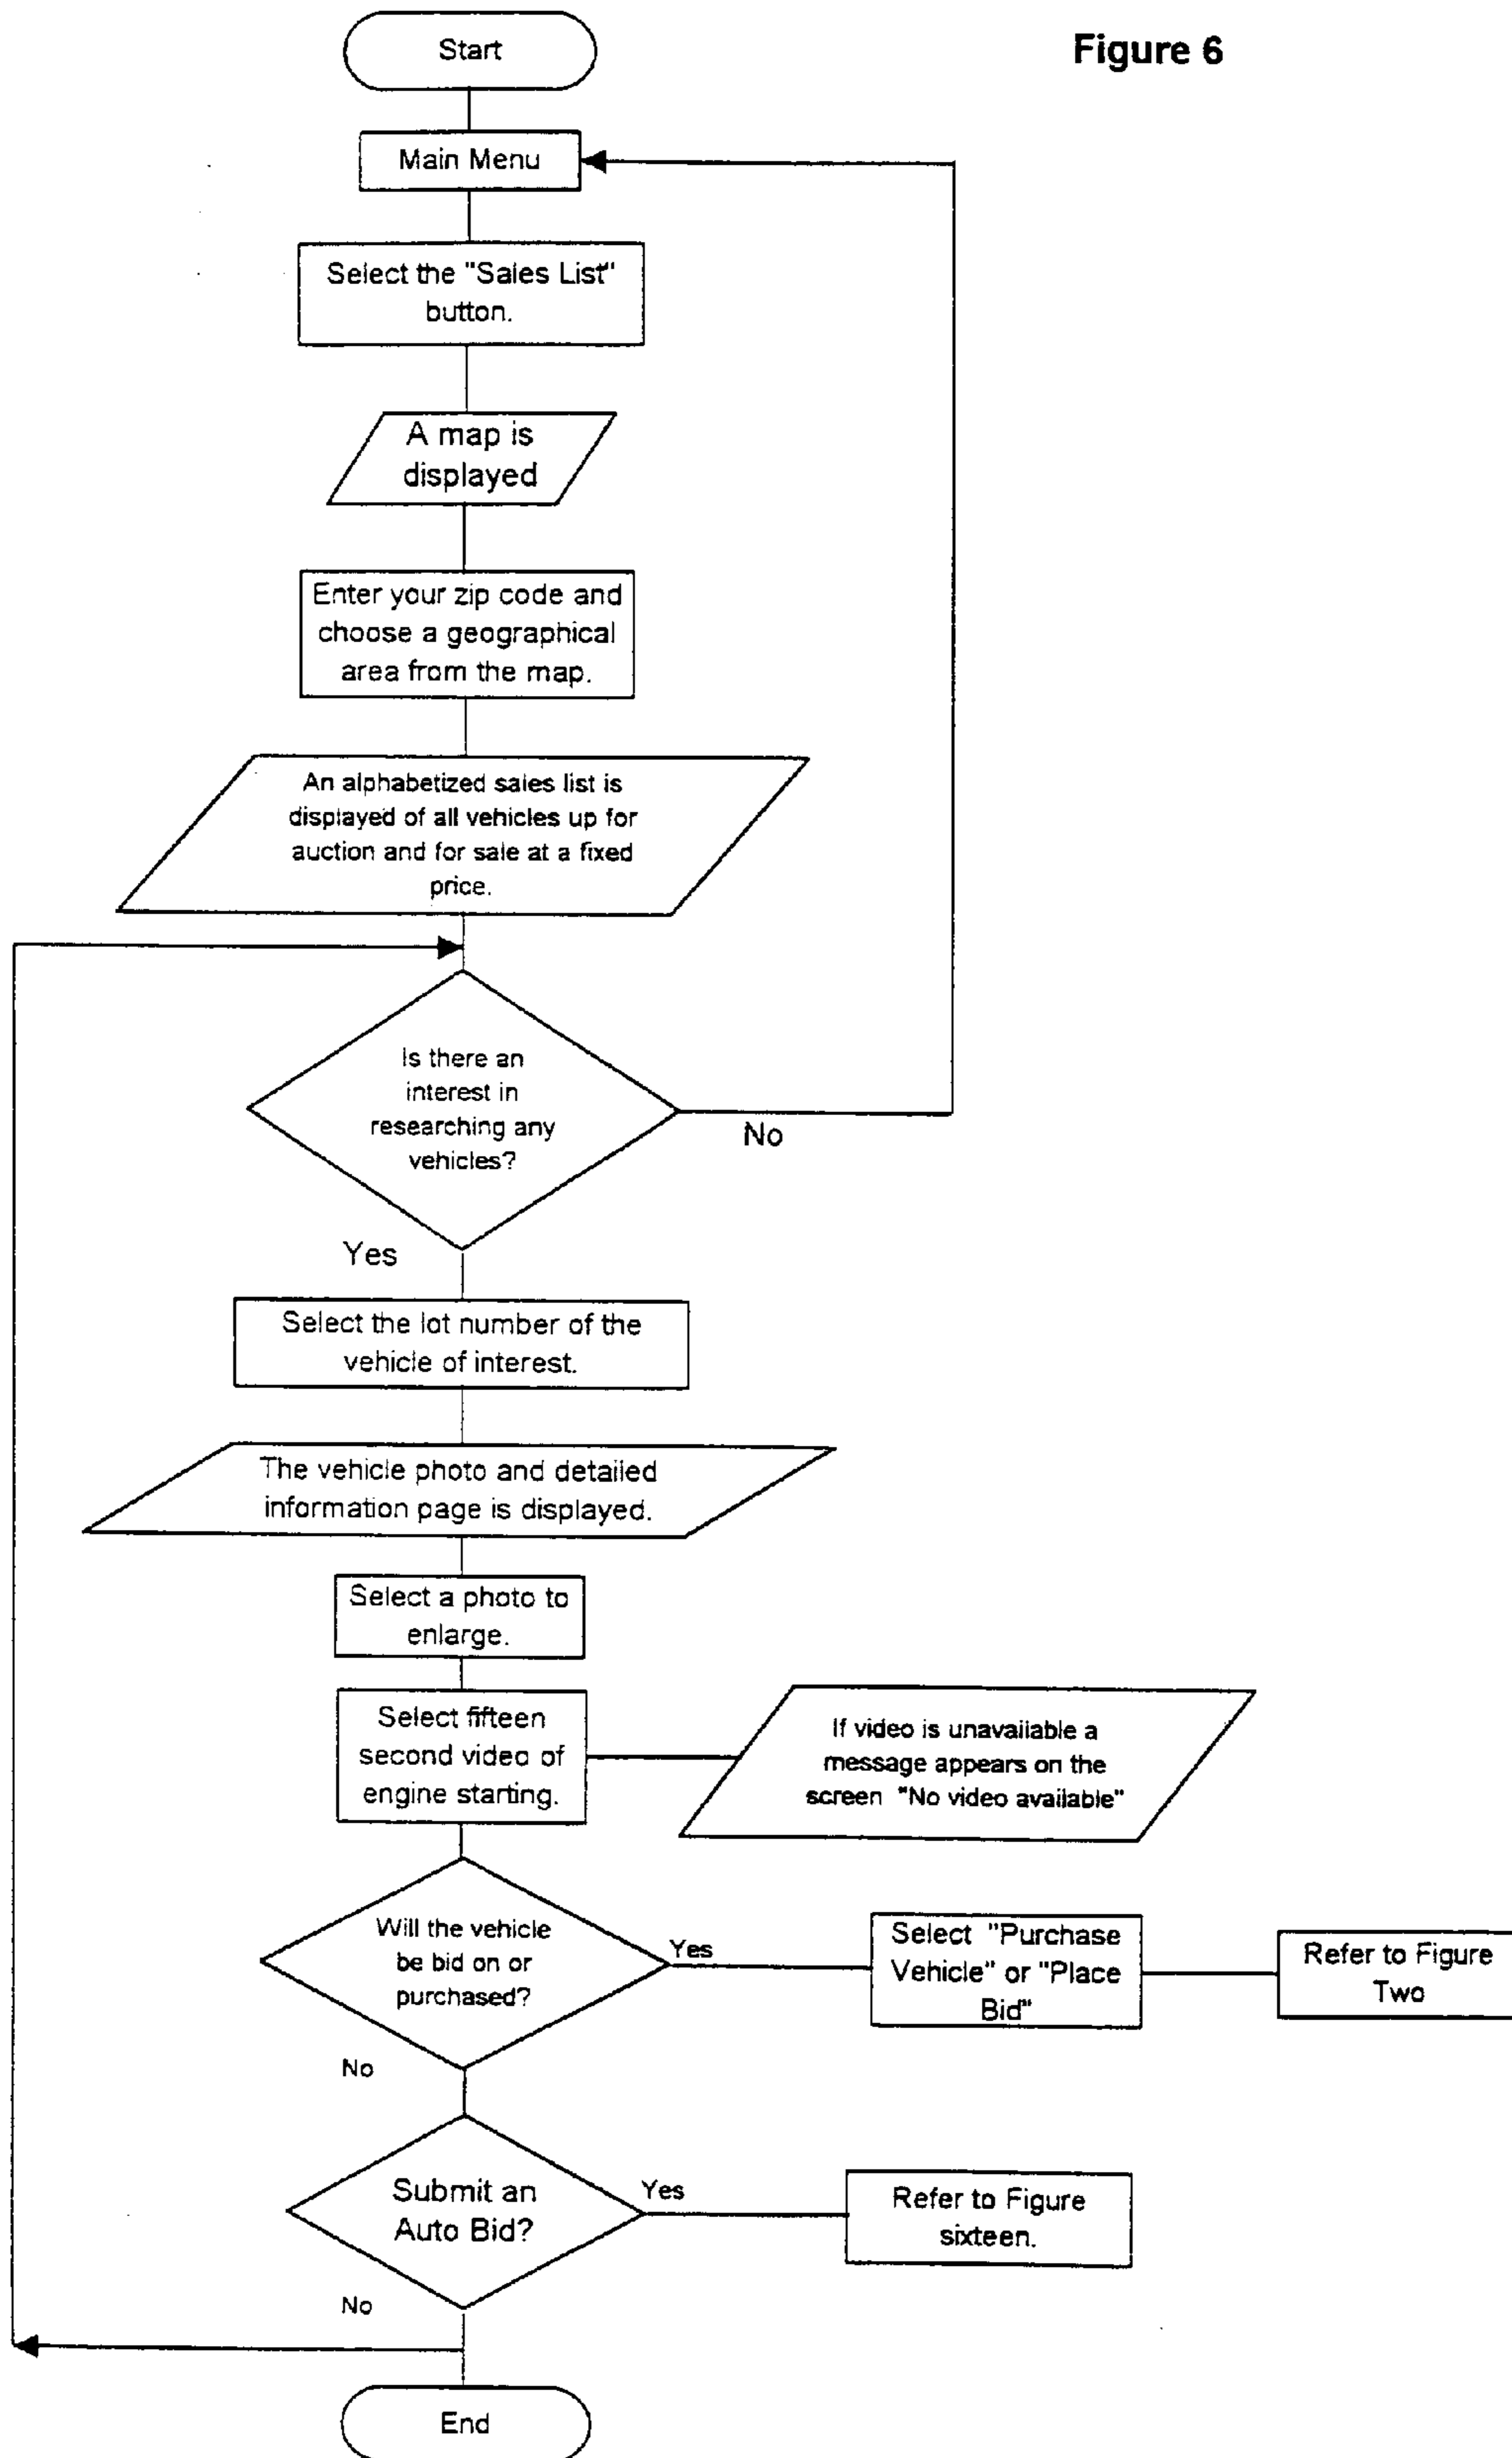 Figure 6
Start
Main Menu
Select the "Sales List"
button.
A map is
displayed
Enter your zip code and
choose a geographical
area from the map.
An alphabetized sales list is
displayed of all vehicles up for
auction and for sale at a fixed
price.
Is there an
interest in
researching any
vehicles?
No
Yes
Select the lot number of the
vehicle of interest.
The vehicle photo and detailed
information page is displayed.
Select a photo to
enlarge.
Select fifteen
second video of
engine starting.
If video is unavailable a
message appears on the
screen "No video available"
Will the vehicle
be bid on or
purchased?
Yes
Select "Purchase
Vehicle" or "Place
Bid"
Refer to Figure
Two
No
Submit an
Auto Bid?
Yes
Refer to Figure
sixteen.
No
End